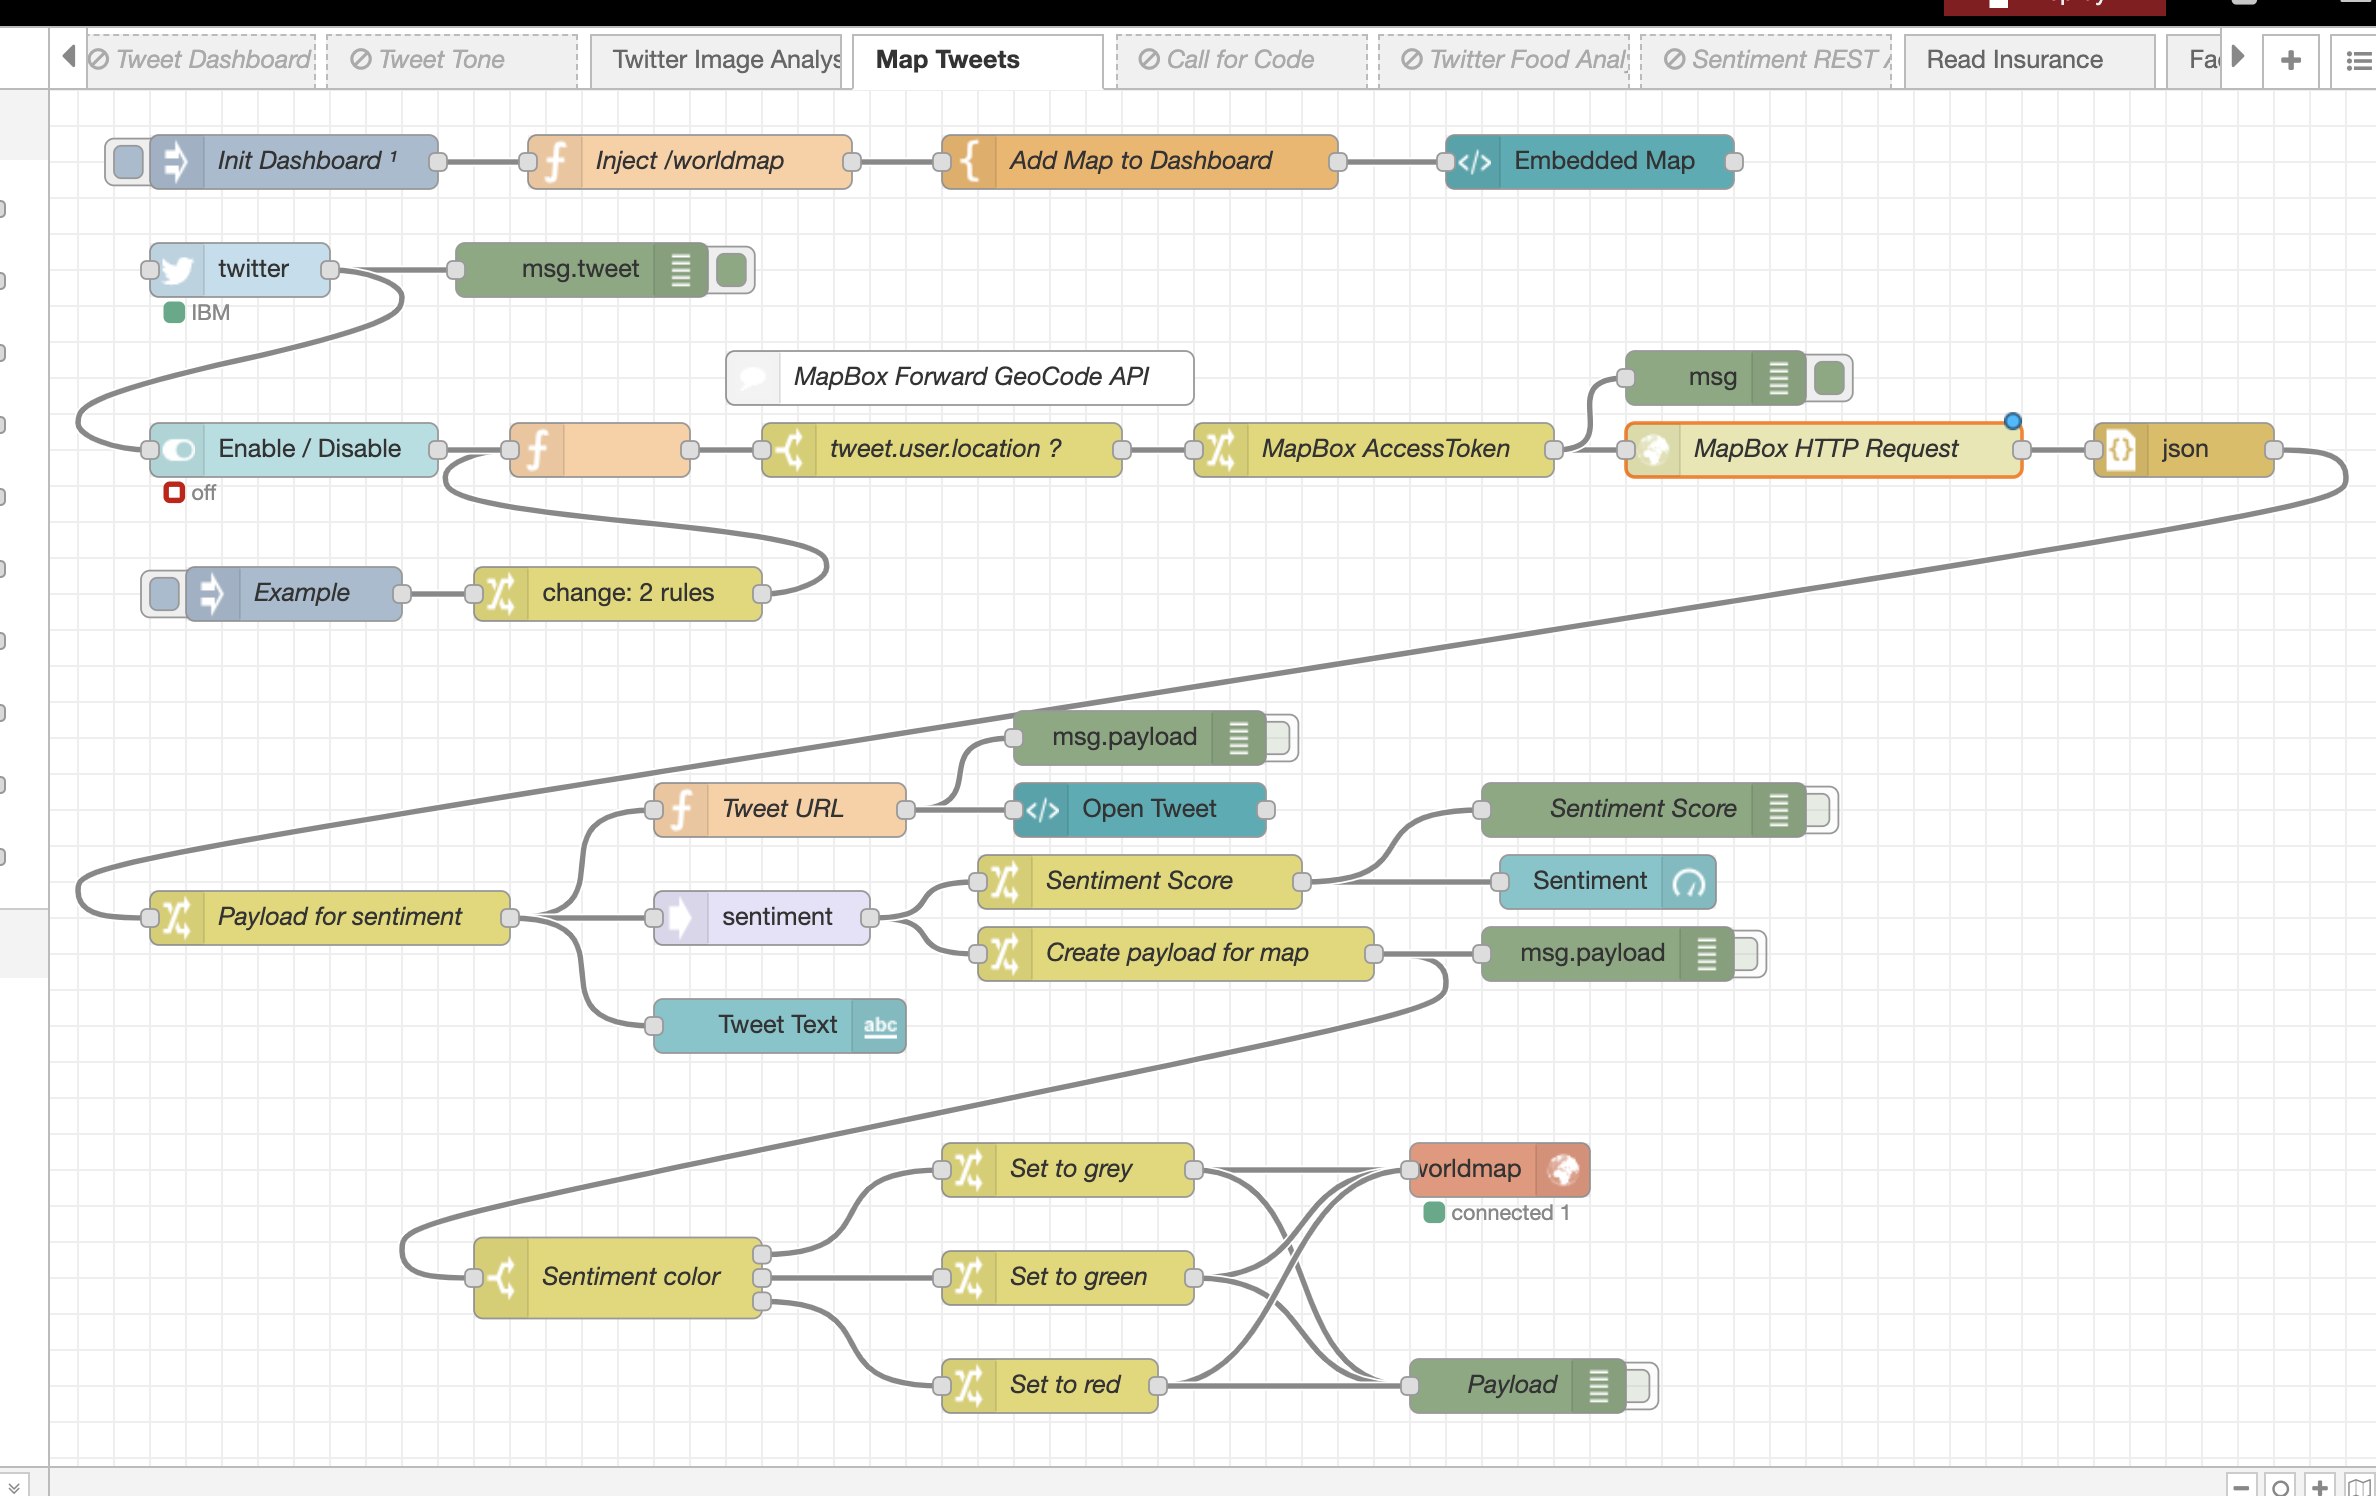 Tweet Dashboard
Tweet Tone
Twitter Image Analys
Map Tweets
Call for Code
Twitter Food Anal
Sentiment REST
Read Insurance
Fa
Init Dashboard ¹
Inject /worldmap
{
Add Map to Dashboard
</>
Embedded Map
twitter
msg.tweet
IBM
MapBox Forward GeoCode API
msg
Enable / Disable
f
tweet.user.location ?
MapBox AccessToken
MapBox HTTP Request
{}
json
off
Example
change: 2 rules
msg.payload
f
Tweet URL
</>
Open Tweet
Sentiment Score
Sentiment Score
Sentiment
Payload for sentiment
sentiment
Create payload for map
msg.payload
Tweet Text
abc
Set to grey
worldmap
connected 1
Sentiment color
Set to green
Set to red
Payload